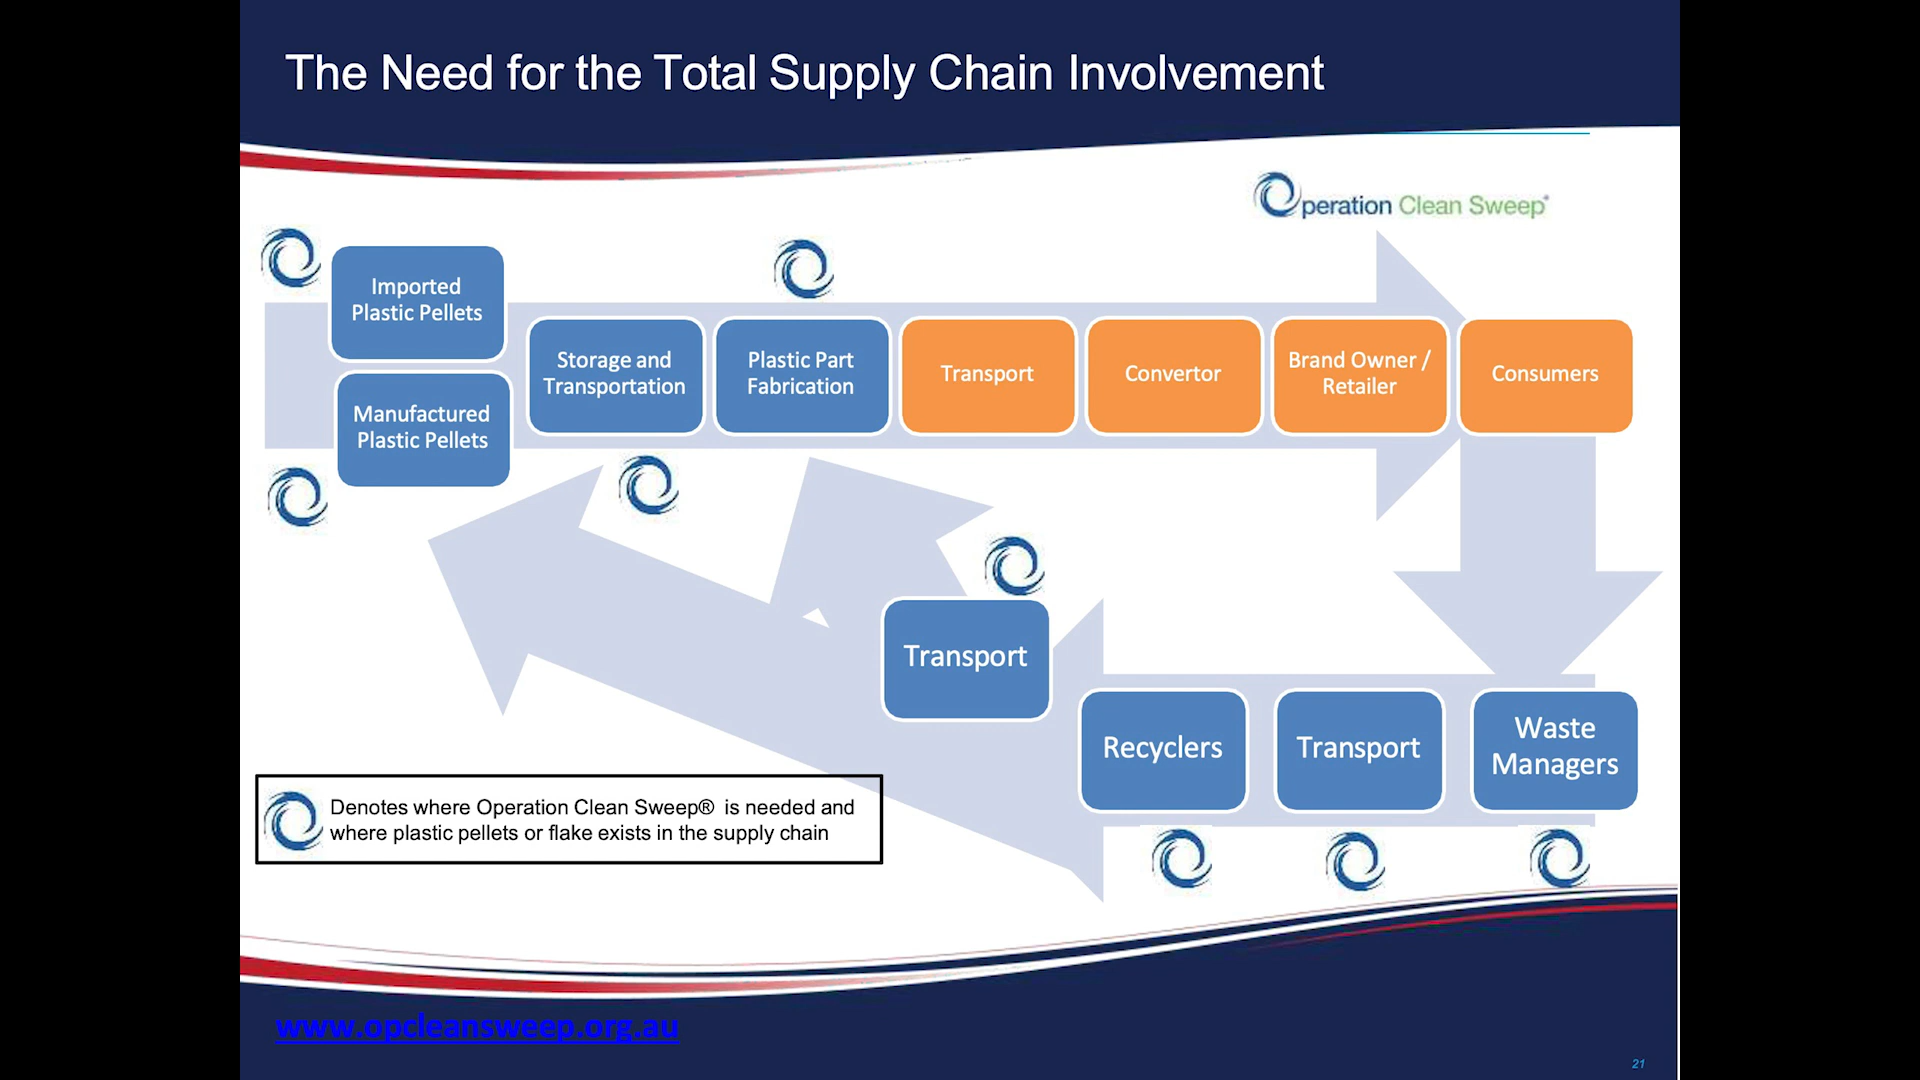 The Need for the Total Supply Chain Involvement
Operation Clean Sweep®
Imported
Plastic Pellets
Manufactured
Plastic Pellets
Storage and
Transportation
Plastic Part
Fabrication
Transport
Convertor
Brand Owner /
Retailer
Consumers
Transport
Recyclers
Transport
Waste
Managers
Denotes where Operation Clean Sweep® is needed and
where plastic pellets or flake exists in the supply chain
www.opcleansweep.org.au
21